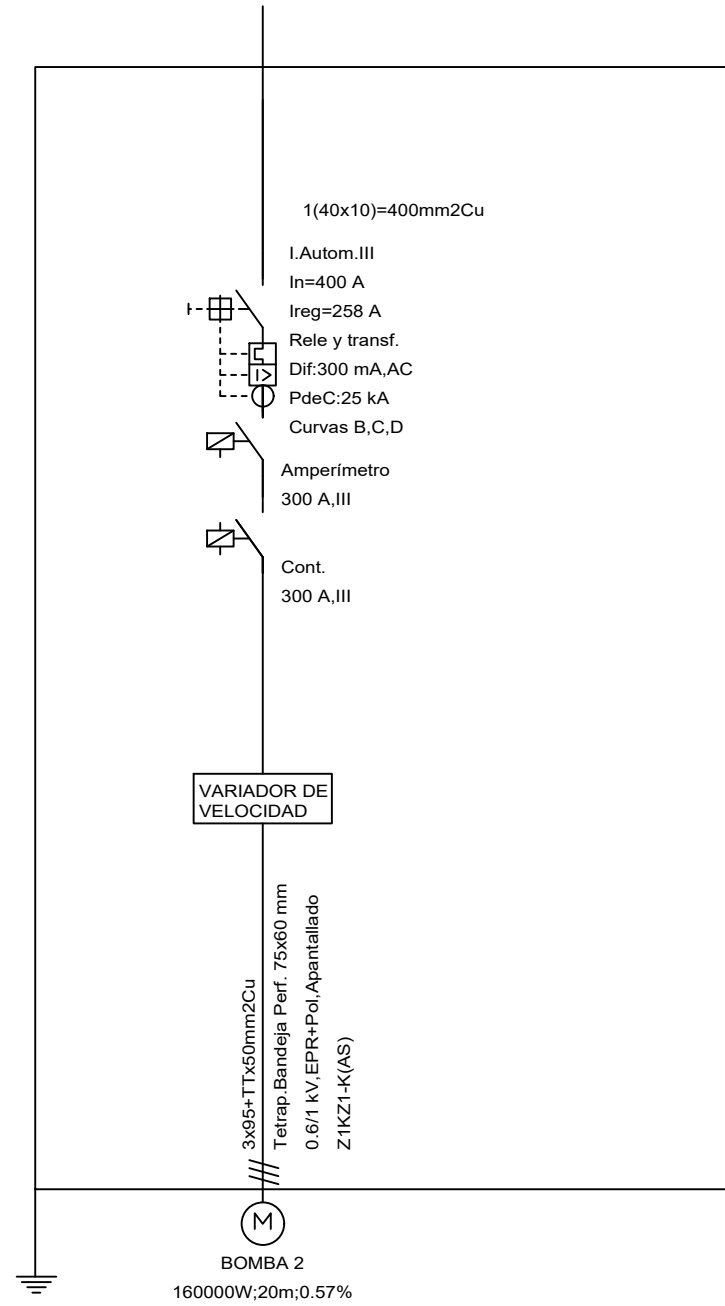 1(40x10)=400mm2Cu
I.Autom.III
In=400 A
Ireg=258 A
Rele y transf.
Dif:300 mA,AC
PdeC:25 kA
Curvas B,C,D
Amperímetro
300 A,III
Cont.
300 A,III
VARIADOR DE
VELOCIDAD
3x95+TTx50mm2Cu
Tetrap.Bandeja Perf. 75x60 mm
0.6/1 kV,EPR+Pol,Apantallado
Z1KZ1-K(AS)
M
BOMBA 2
160000W;20m;0.57%